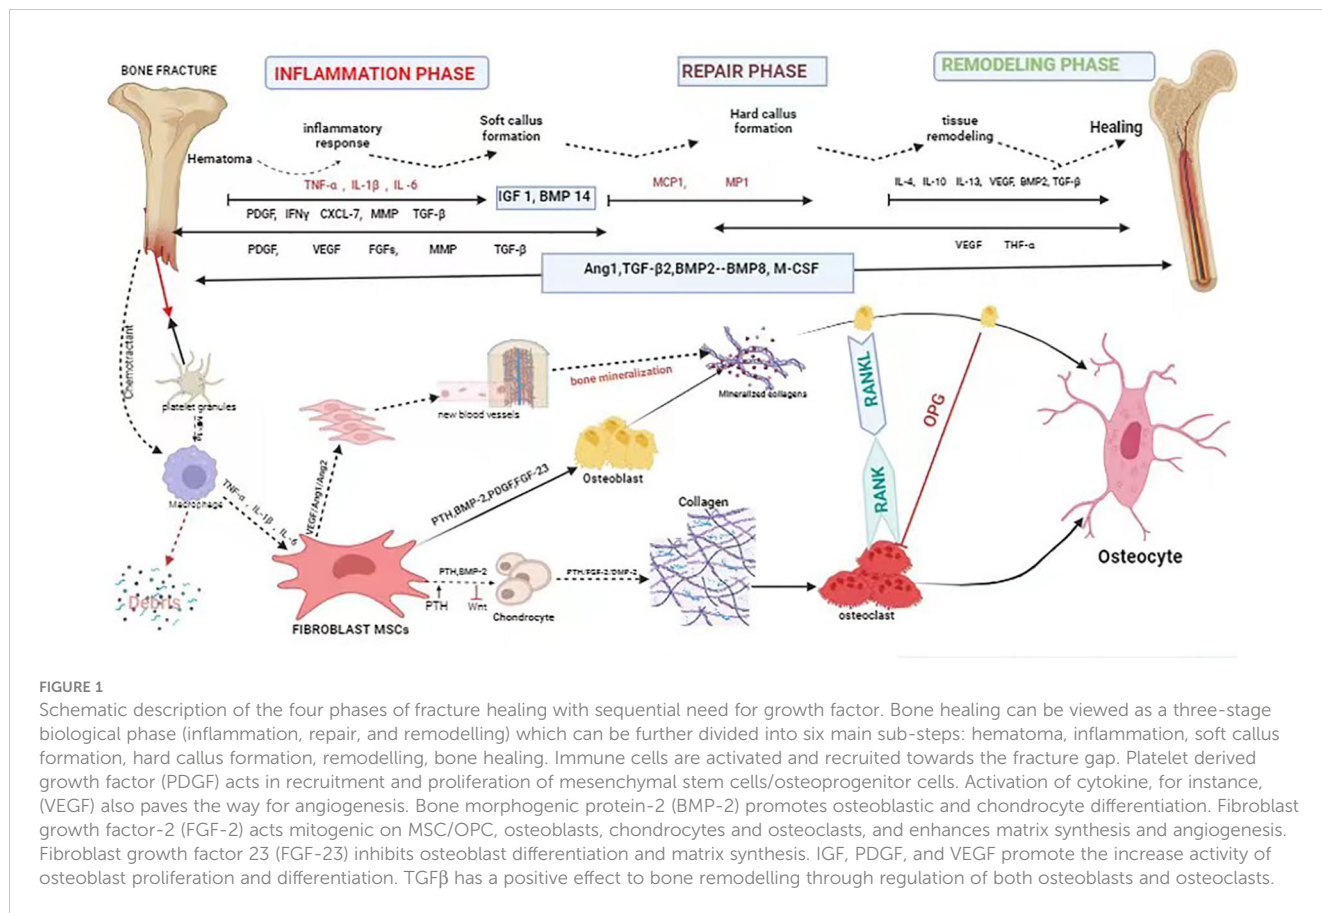 BONE FRACTURE
INFLAMMATION PHASE
REPAIR PHASE
REMODELING PHASE
Hematoma
inflammatory
response
Soft callus
formation
Hard callus
formation
tissue
remodeling
Healing
TNF-α , IL-1β , IL -6
IGF 1, BMP 14
MCP1, MP1
IL-4, IL-10 IL-13, VEGF, BMP2, TGF-β
PDGF, IFNγ CXCL-7, MMP TGF-β
PDGF, VEGF FGFs, MMP TGF-β
VEGF THF-α
Ang1,TGF-β2,BMP2--BMP8, M-CSF
Chemotractant
platelet granules
Macrophage
TNF-α , IL-1β , IL -6
Debris
VEGF/Ang1/Ang2
new blood vessels
bone mineralization
Mineralized collagens
PTH,BMP-2,PDGF,FGF-23
Osteoblast
FIBROBLAST MSCs
PTH,BMP-2
PTH
Wnt
Chondrocyte
Collagen
RANKL
RANK
OPG
osteoclast
Osteocyte
FIGURE 1
Schematic description of the four phases of fracture healing with sequential need for growth factor. Bone healing can be viewed as a three-stage
biological phase (inflammation, repair, and remodelling) which can be further divided into six main sub-steps: hematoma, inflammation, soft callus
formation, hard callus formation, remodelling, bone healing. Immune cells are activated and recruited towards the fracture gap. Platelet derived
growth factor (PDGF) acts in recruitment and proliferation of mesenchymal stem cells/osteoprogenitor cells. Activation of cytokine, for instance,
(VEGF) also paves the way for angiogenesis. Bone morphogenic protein-2 (BMP-2) promotes osteoblastic and chondrocyte differentiation. Fibroblast
growth factor-2 (FGF-2) acts mitogenic on MSC/OPC, osteoblasts, chondrocytes and osteoclasts, and enhances matrix synthesis and angiogenesis.
Fibroblast growth factor 23 (FGF-23) inhibits osteoblast differentiation and matrix synthesis. IGF, PDGF, and VEGF promote the increase activity of
osteoblast proliferation and differentiation. TGFβ has a positive effect to bone remodelling through regulation of both osteoblasts and osteoclasts.